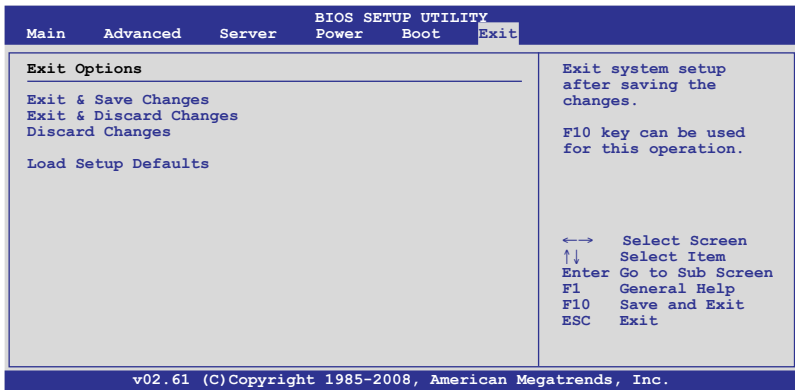 BIOS SETUP UTILITY
Main Advanced Server Power Boot Exit
Exit Options
Exit & Save Changes
Exit & Discard Changes
Discard Changes
Load Setup Defaults
Exit system setup
after saving the
changes.
F10 key can be used
for this operation.
←→ Select Screen
↑↓ Select Item
Enter Go to Sub Screen
F1 General Help
F10 Save and Exit
ESC Exit
v02.61 (C)Copyright 1985-2008, American Megatrends, Inc.